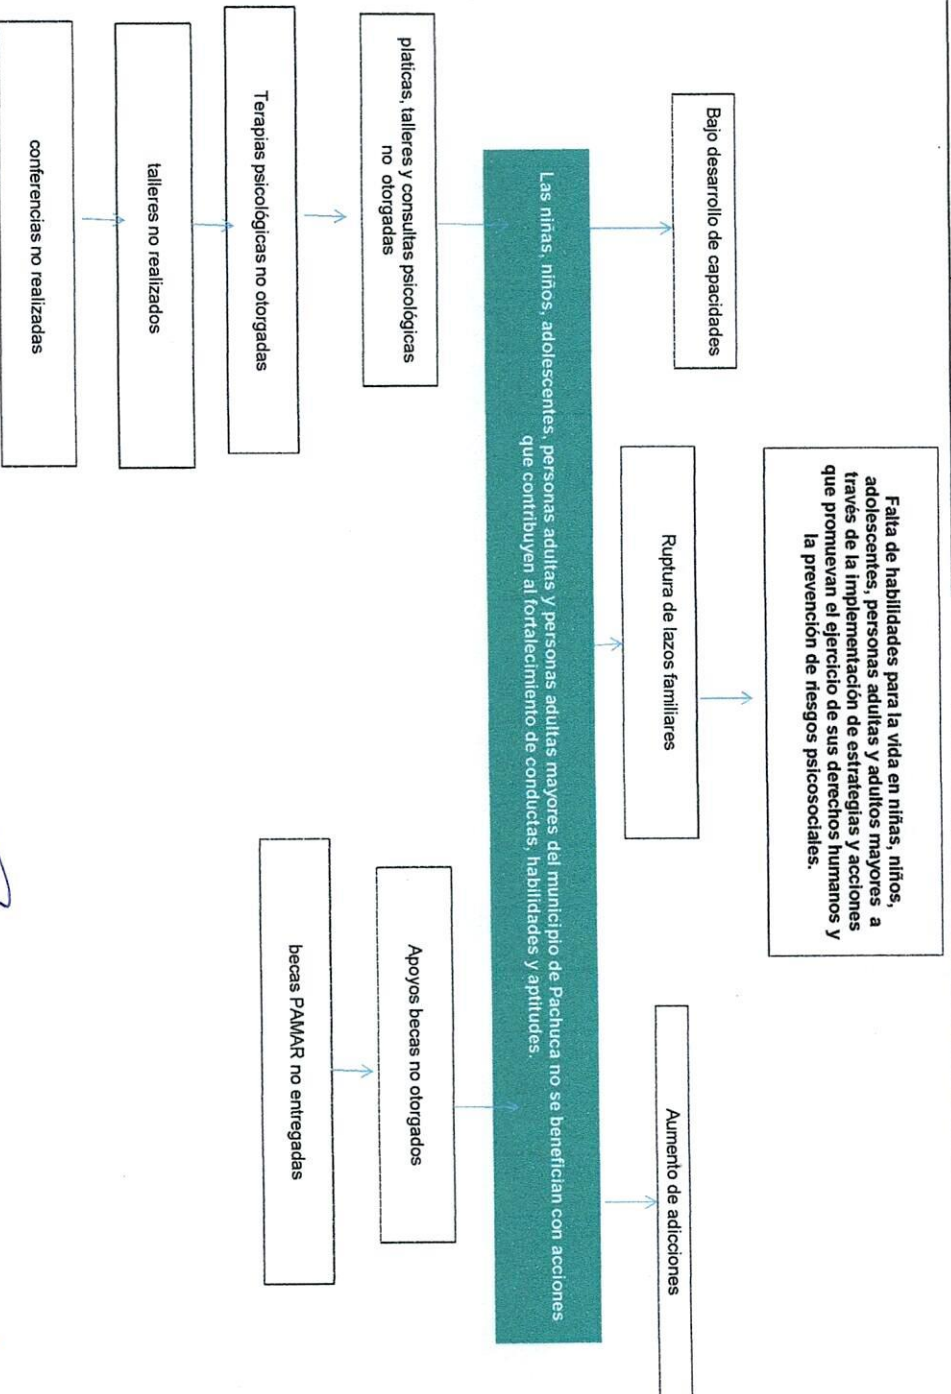 Falta de habilidades para la vida en niñas, niños,
adolescentes, personas adultas y adultos mayores a
través de la implementación de estrategias y acciones
que promuevan el ejercicio de sus derechos humanos y
la prevención de riesgos psicosociales.
Bajo desarrollo de capacidades
Ruptura de lazos familiares
Aumento de adicciones
Las niñas, niños, adolescentes, personas adultas y personas adultas mayores del municipio de Pachuca no se benefician con acciones
que contribuyen al fortalecimiento de conductas, habilidades y aptitudes.
platicas, talleres y consultas psicológicas
no otorgadas
Terapias psicológicas no otorgadas
talleres no realizados
conferencias no realizadas
Apoyos becas no otorgados
becas PAMAR no entregadas